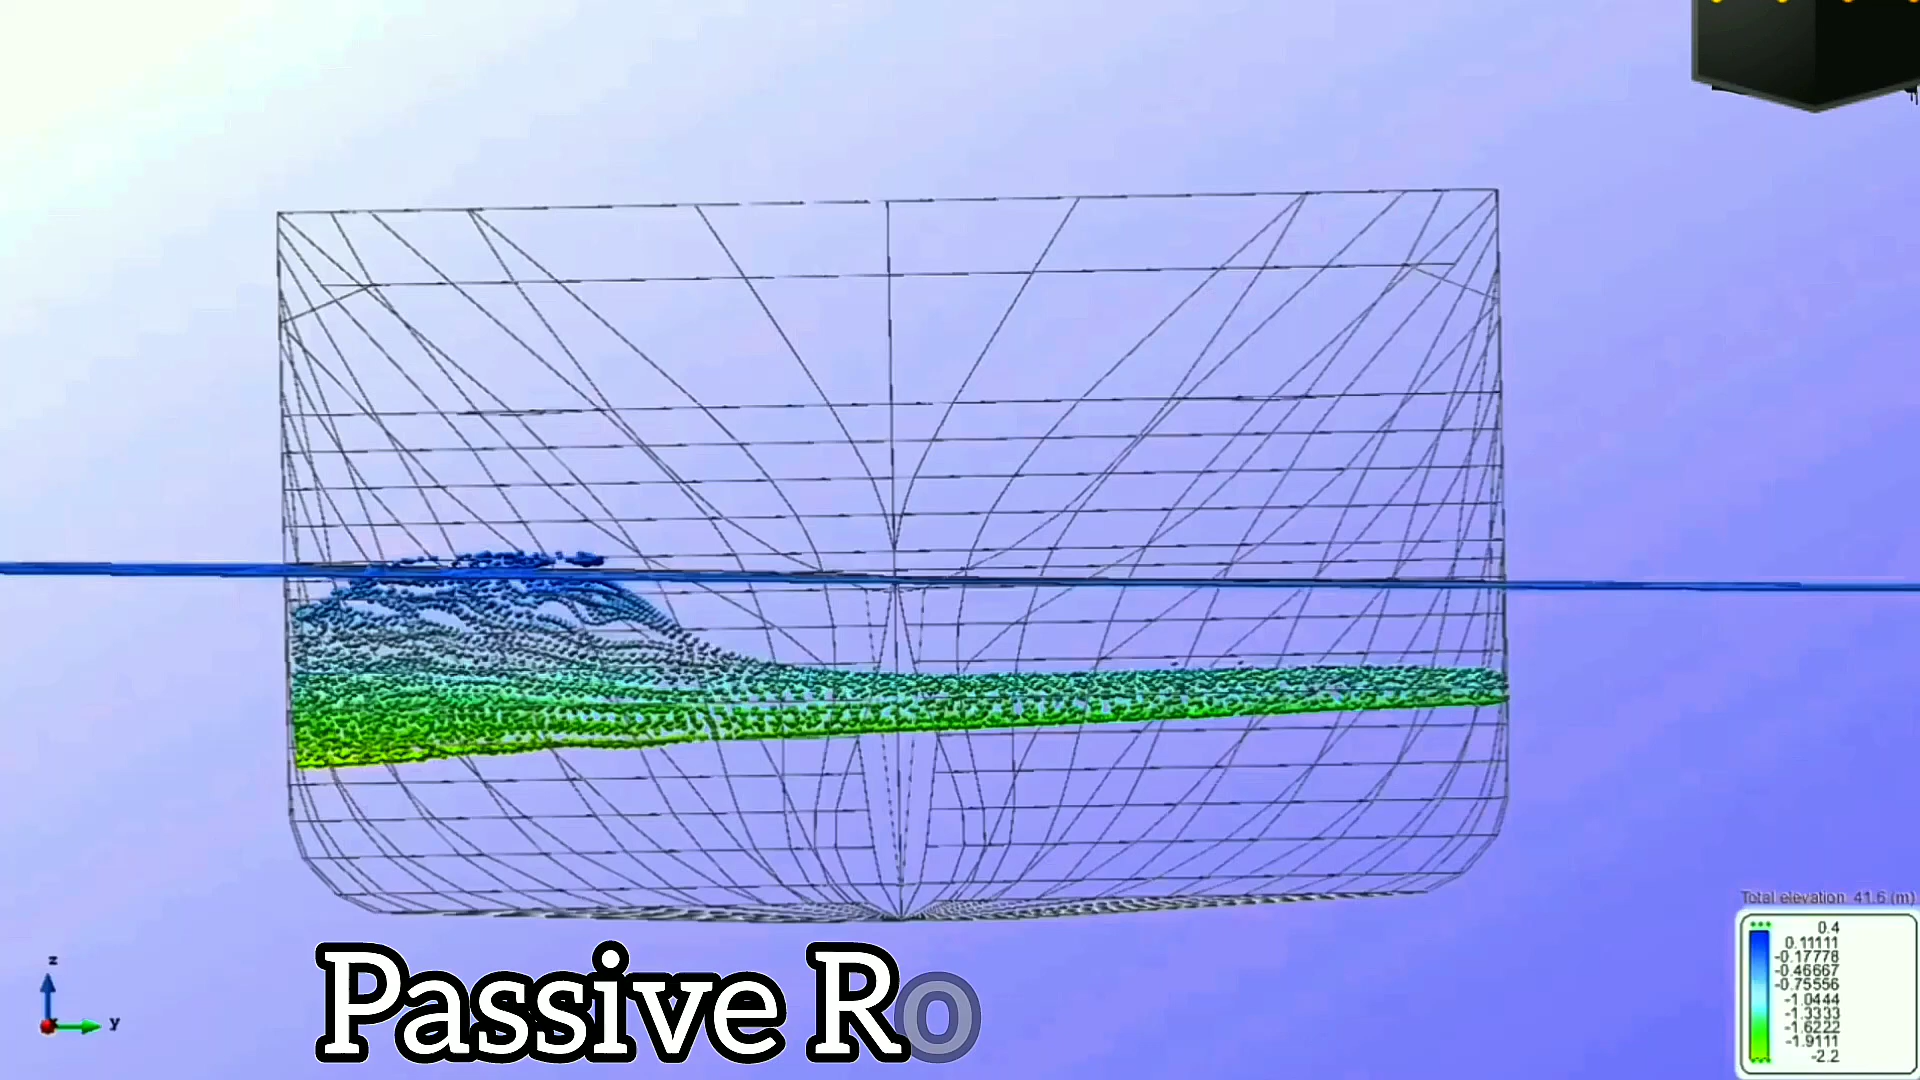 Total elevation 41.6 (m)
0.4
0.11111
-0.17778
-0.46667
-0.75556
-1.0444
-1.3333
-1.6222
-1.9111
-2.2
z
y
Passive Ro